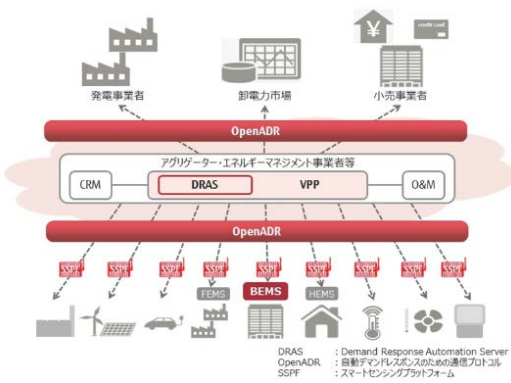 credit card
¥
発電事業者
卸電力市場
小売事業者
OpenADR
アグリゲーター・エネルギーマネジメント事業者等
CRM
DRAS
VPP
O&M
OpenADR
SSPF
SSPF
SSPF
SSPF
SSPF
SSPF
SSPF
SSPF
SSPF
FEMS
BEMS
HEMS
DRAS : Demand Response Automation Server
OpenADR : 自動デマンドレスポンスのための通信プロトコル
SSPF : スマートセンシングプラットフォーム